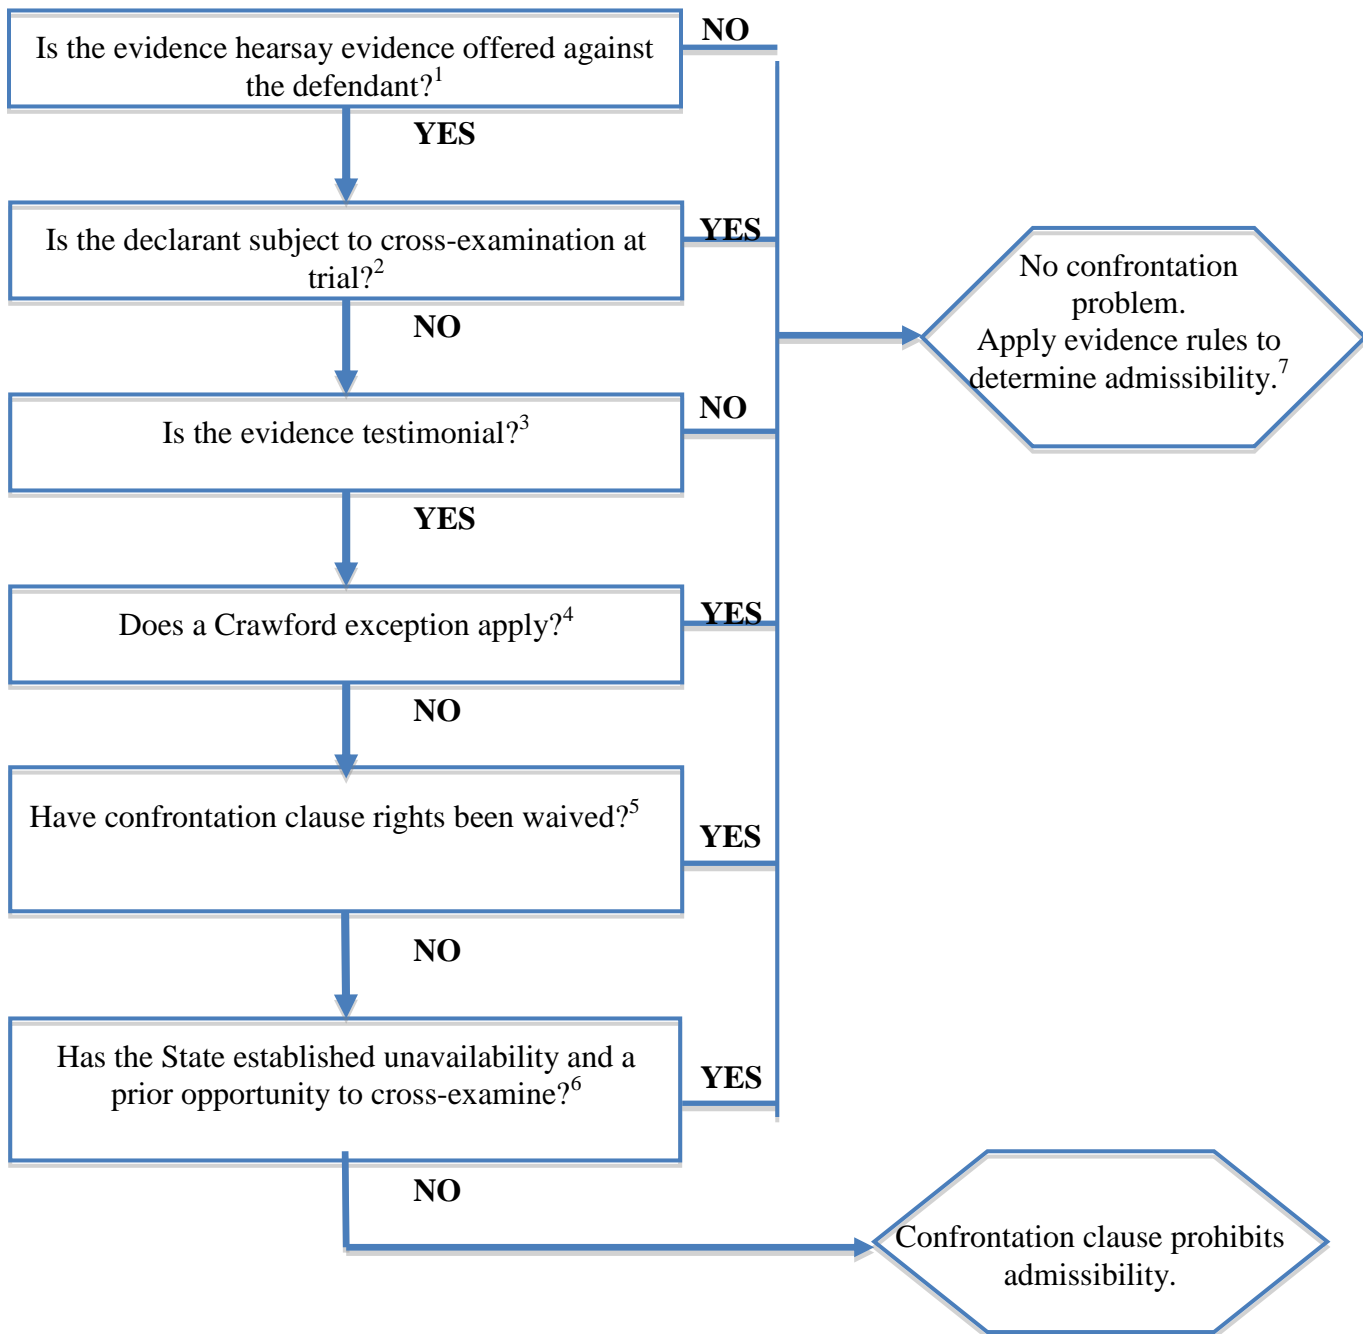 Is the evidence hearsay evidence offered against
the defendant?1
NO
YES
Is the declarant subject to cross-examination at
trial?2
YES
NO
No confrontation
problem.
Apply evidence rules to
determine admissibility.7
Is the evidence testimonial?3
NO
YES
Does a Crawford exception apply?4
YES
NO
Have confrontation clause rights been waived?5
YES
NO
Has the State established unavailability and a
prior opportunity to cross-examine?6
YES
NO
Confrontation clause prohibits
admissibility.